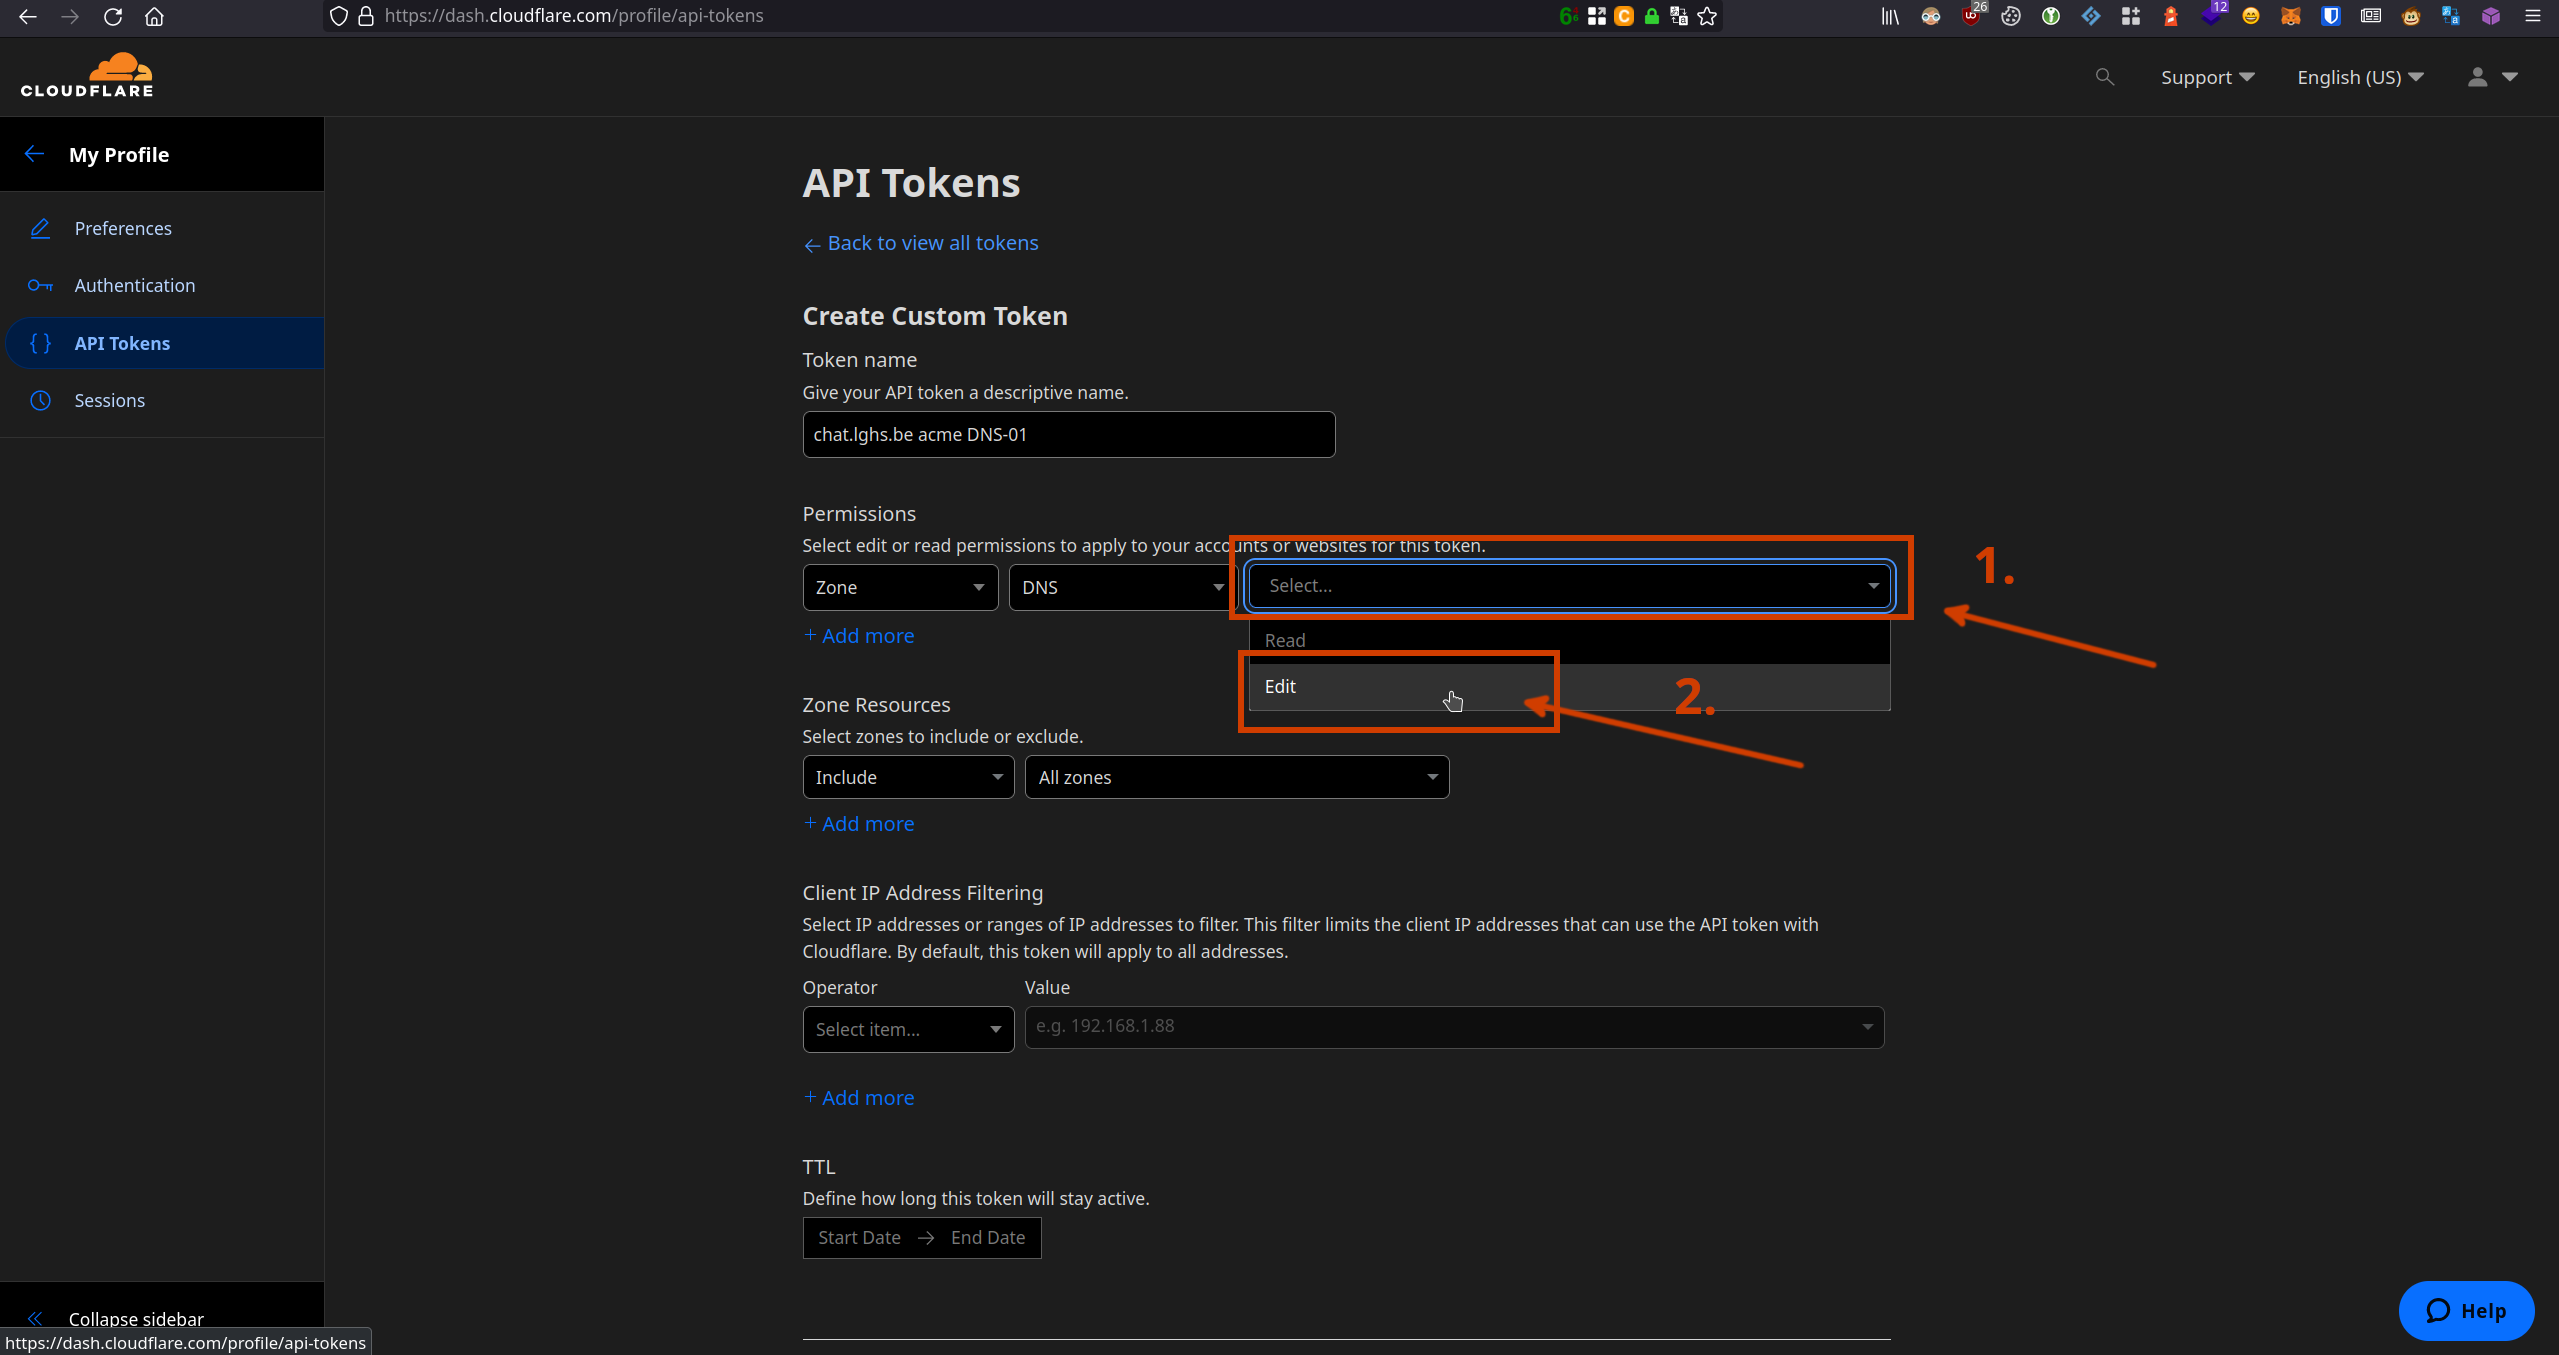 https://dash.cloudflare.com/profile/api-tokens
26
12
CLOUDFLARE
Support
English (US)
My Profile
Preferences
Authentication
API Tokens
Sessions
API Tokens
Back to view all tokens
Create Custom Token
Token name
Give your API token a descriptive name.
chat.lghs.be acme DNS-01
Permissions
Select edit or read permissions to apply to your accounts or websites for this token.
1.
Zone
DNS
Select...
+ Add more
Read
Edit
2.
Zone Resources
Select zones to include or exclude.
Include
All zones
+ Add more
Client IP Address Filtering
Select IP addresses or ranges of IP addresses to filter. This filter limits the client IP addresses that can use the API token with
Cloudflare. By default, this token will apply to all addresses.
Operator
Value
Select item...
e.g. 192.168.1.88
+ Add more
TTL
Define how long this token will stay active.
Start Date → End Date
Collapse sidebar
Help
https://dash.cloudflare.com/profile/api-tokens